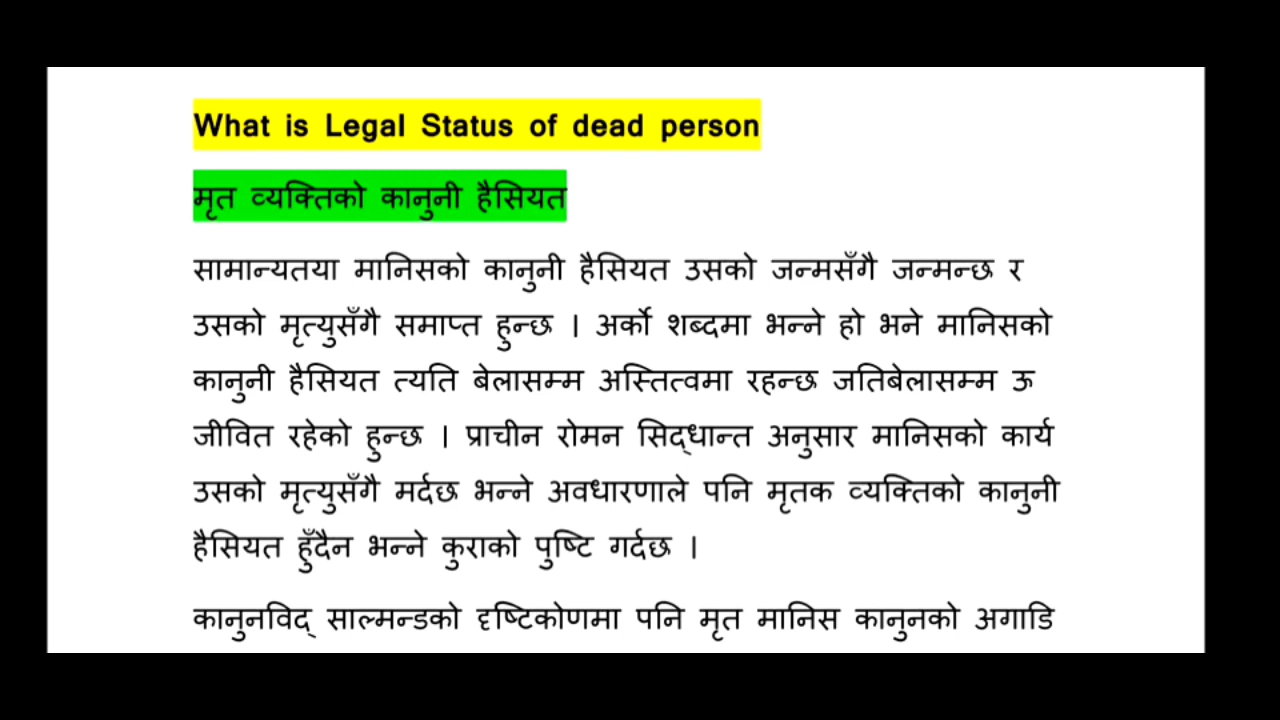 What is Legal Status of dead person
मृत व्यक्तिको कानुनी हैसियत
सामान्यतया मानिसको कानुनी हैसियत उसको जन्मसँगै जन्मन्छ र
उसको मृत्युसँगै समाप्त हुन्छ । अर्को शब्दमा भन्ने हो भने मानिसको
कानुनी हैसियत त्यति बेलासम्म अस्तित्वमा रहन्छ जतिबेलासम्म ऊ
जीवित रहेको हुन्छ । प्राचीन रोमन सिद्धान्त अनुसार मानिसको कार्य
उसको मृत्युसँगै मर्दछ भन्ने अवधारणाले पनि मृतक व्यक्तिको कानुनी
हैसियत हुँदैन भन्ने कुराको पुष्टि गर्दछ ।
कानुनविद् साल्मन्डको दृष्टिकोणमा पनि मृत मानिस कानुनको अगाडि